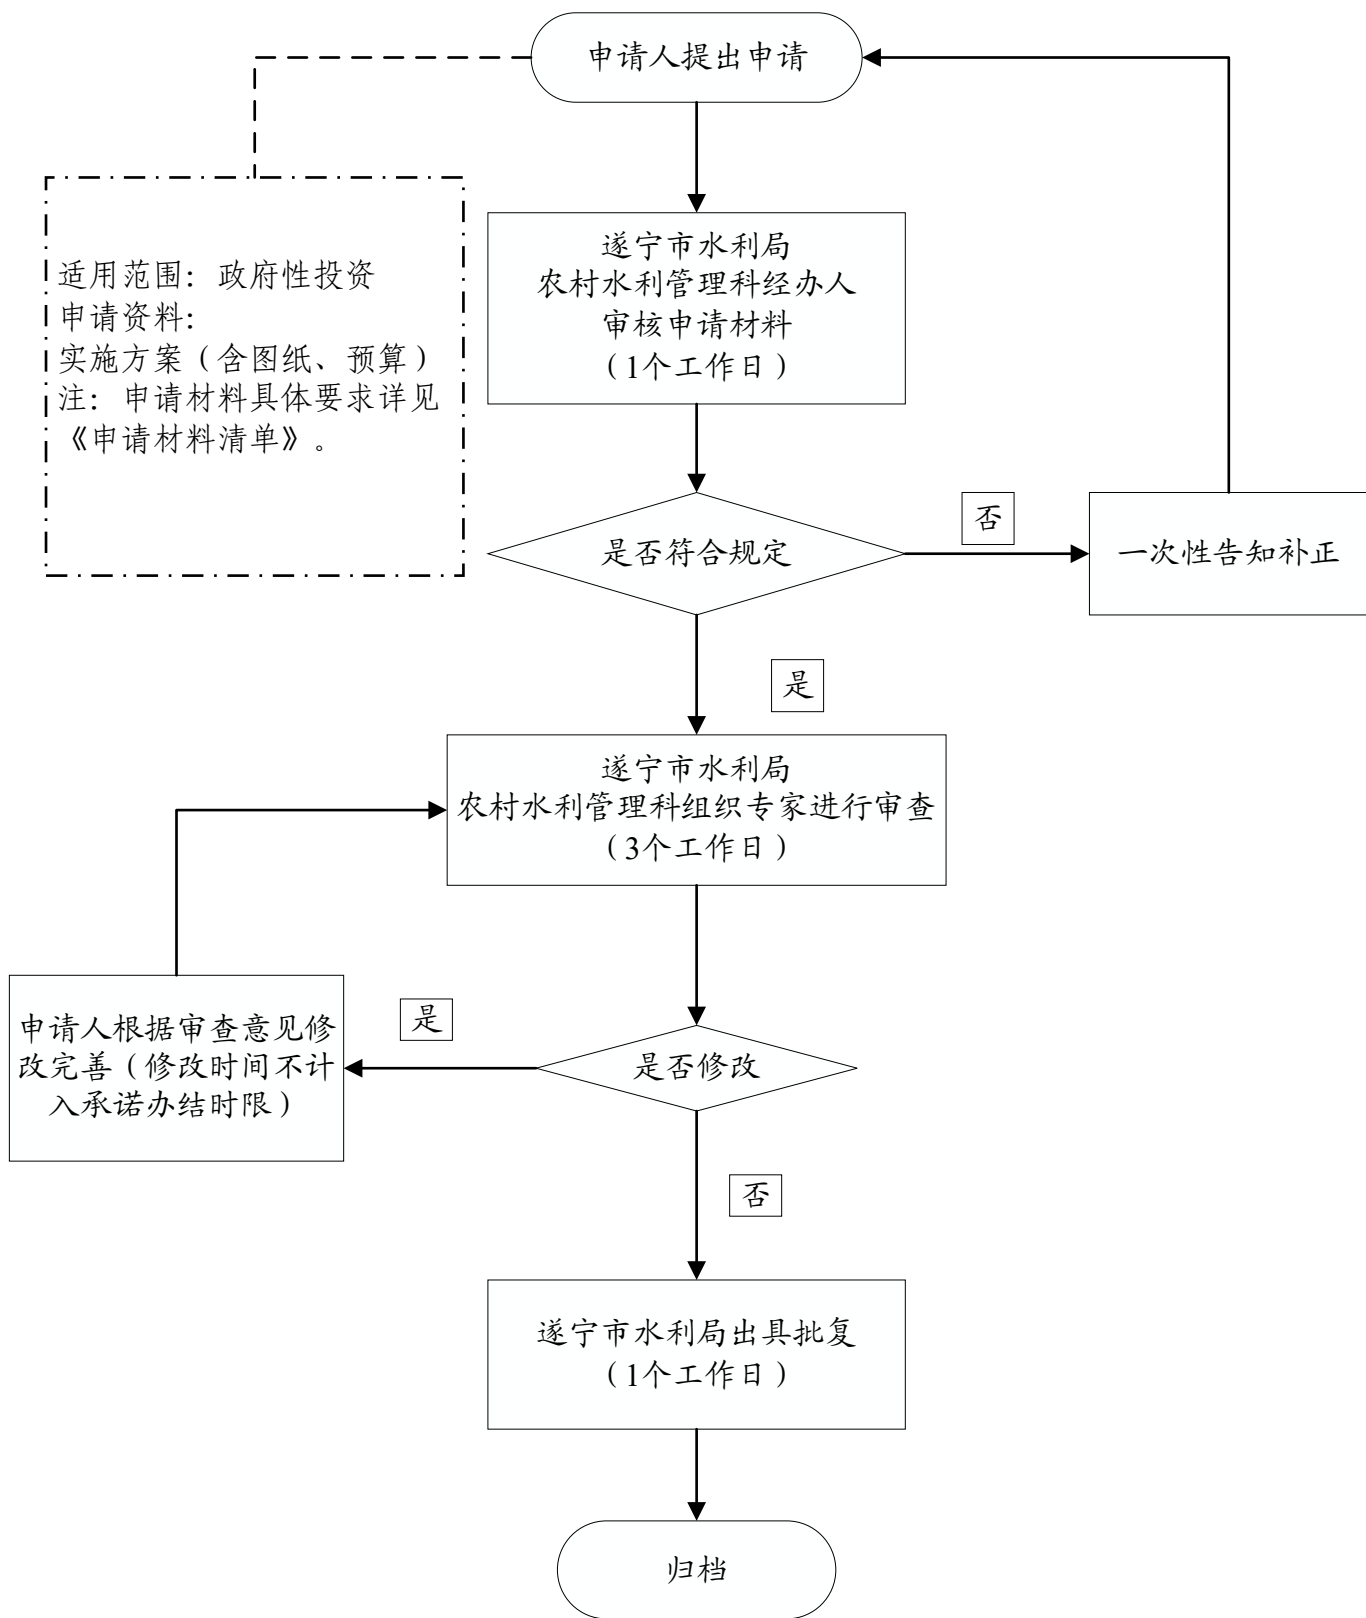 申请人提出申请
适用范围：政府性投资
申请资料：
实施方案（含图纸、预算）
注：申请材料具体要求详见
《申请材料清单》。
遂宁市水利局
农村水利管理科经办人
审核申请材料
（1个工作日）
是否符合规定
否
一次性告知补正
是
遂宁市水利局
农村水利管理科组织专家进行审查
（3个工作日）
申请人根据审查意见修
改完善（修改时间不计
入承诺办结时限）
是
是否修改
否
遂宁市水利局出具批复
（1个工作日）
归档